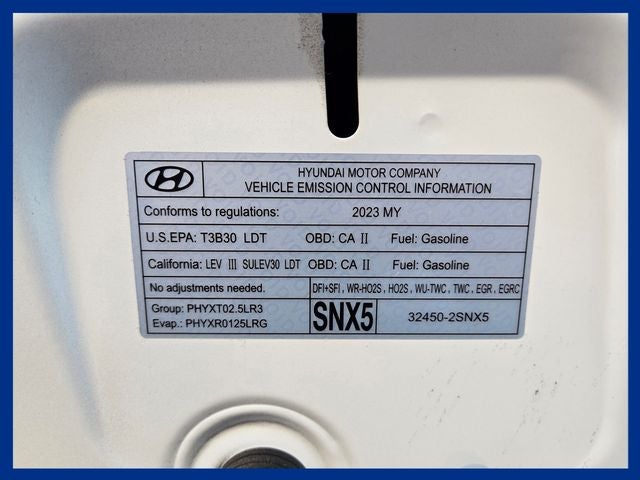 HYUNDAI MOTOR COMPANY
VEHICLE EMISSION CONTROL INFORMATION
Conforms to regulations: 2023 MY
U.S.EPA: T3B30 LDT OBD: CA II Fuel: Gasoline
California: LEV III SULEV30 LDT OBD: CA II Fuel: Gasoline
No adjustments needed. DFI+SFI , WR-HO2S , HO2S , WU-TWC , TWC , EGR , EGRC
Group: PHYXT02.5LR3
Evap.: PHYXR0125LRG
SNX5
32450-2SNX5